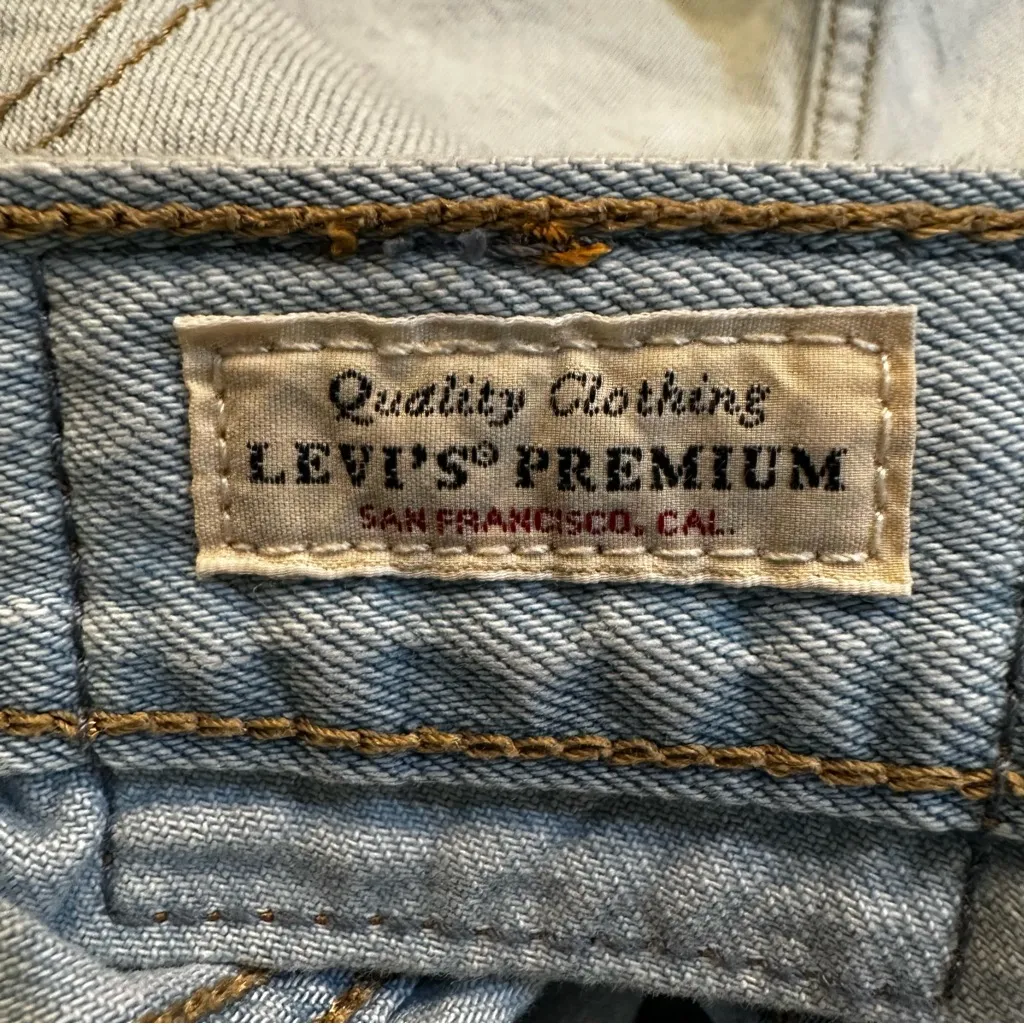 Quality Clothing
LEVI'S® PREMIUM
SAN FRANCISCO, CAL.